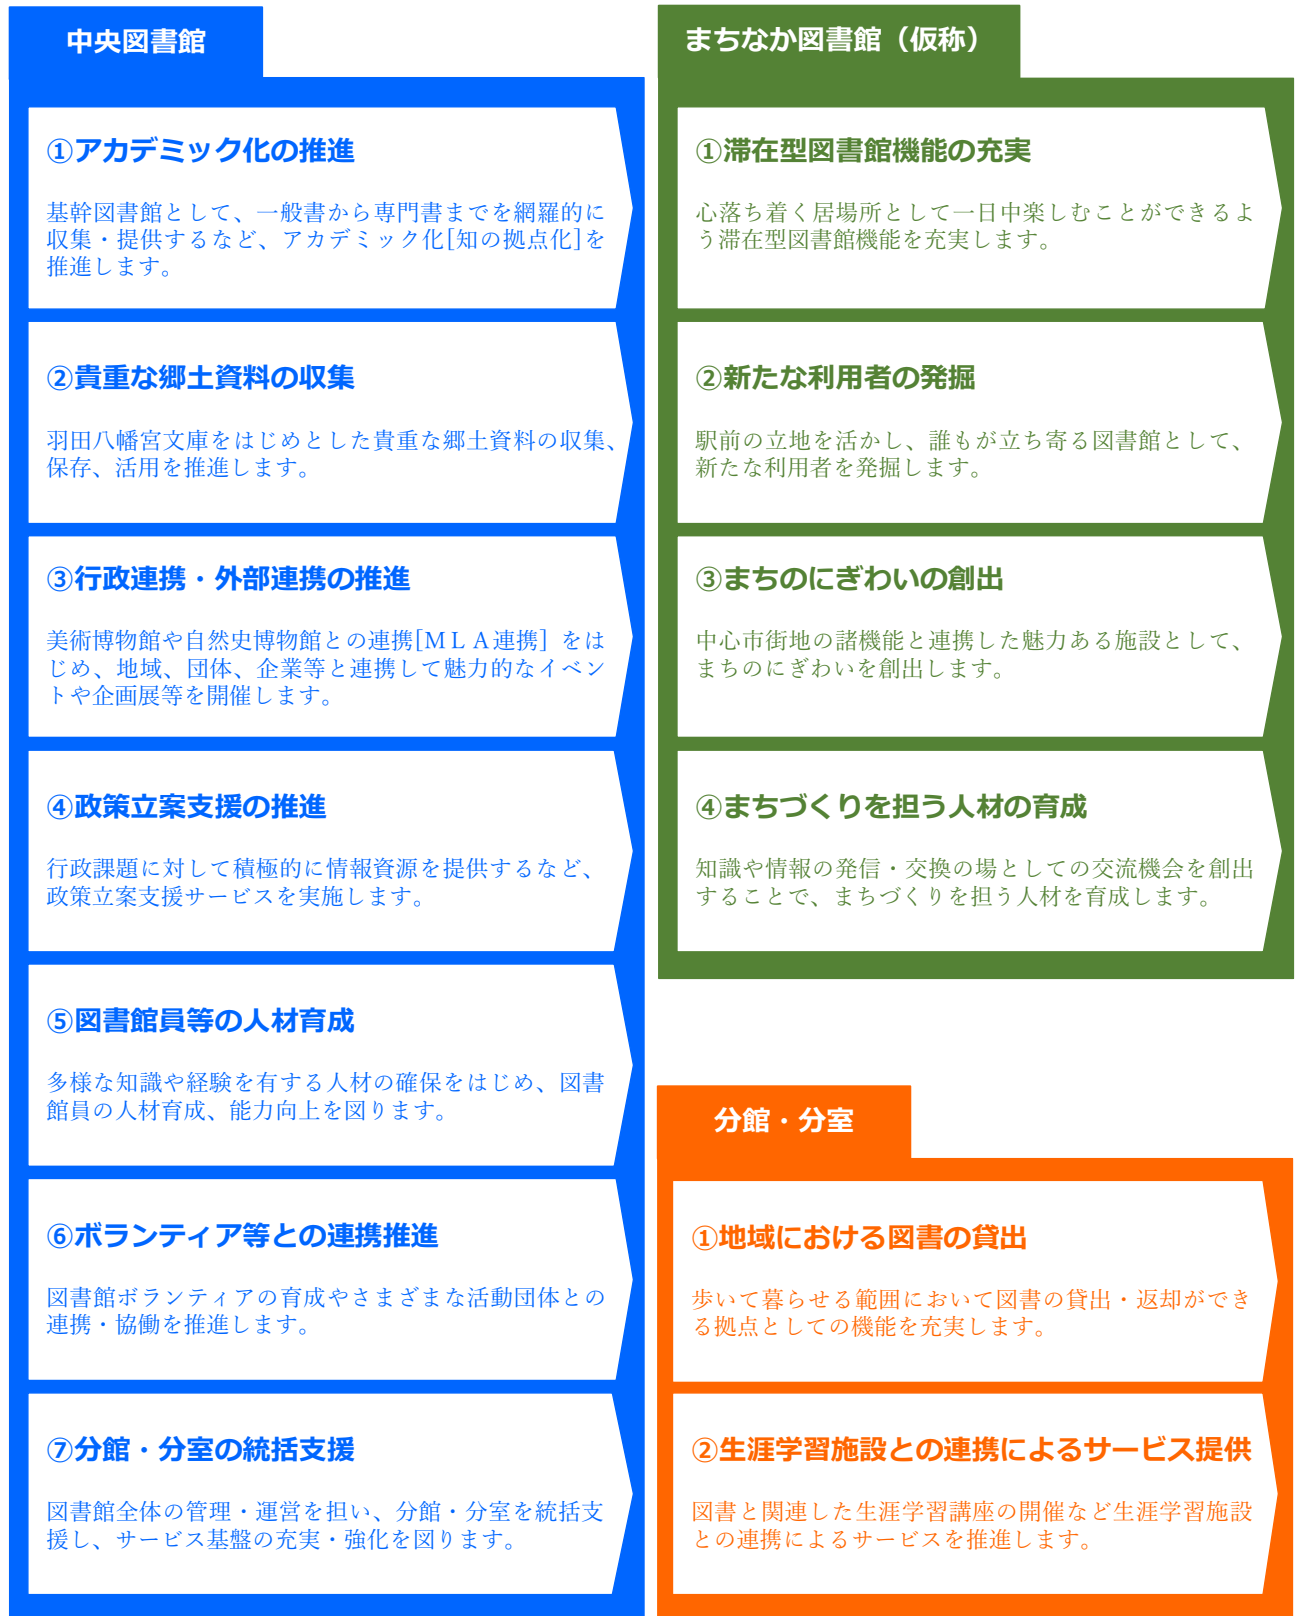 中央図書館
①アカデミック化の推進
基幹図書館として、一般書から専門書までを網羅的に
収集・提供するなど、アカデミック化[知の拠点化]を
推進します。
②貴重な郷土資料の収集
羽田八幡宮文庫をはじめとした貴重な郷土資料の収集、
保存、活用を推進します。
③行政連携・外部連携の推進
美術博物館や自然史博物館との連携[ＭＬＡ連携] をは
じめ、地域、団体、企業等と連携して魅力的なイベン
トや企画展等を開催します。
④政策立案支援の推進
行政課題に対して積極的に情報資源を提供するなど、
政策立案支援サービスを実施します。
⑤図書館員等の人材育成
多様な知識や経験を有する人材の確保をはじめ、図書
館員の人材育成、能力向上を図ります。
⑥ボランティア等との連携推進
図書館ボランティアの育成やさまざまな活動団体との
連携・協働を推進します。
⑦分館・分室の統括支援
図書館全体の管理・運営を担い、分館・分室を統括支
援し、サービス基盤の充実・強化を図ります。
まちなか図書館（仮称）
①滞在型図書館機能の充実
心落ち着く居場所として一日中楽しむことができるよ
う滞在型図書館機能を充実します。
②新たな利用者の発掘
駅前の立地を活かし、誰もが立ち寄る図書館として、
新たな利用者を発掘します。
③まちのにぎわいの創出
中心市街地の諸機能と連携した魅力ある施設として、
まちのにぎわいを創出します。
④まちづくりを担う人材の育成
知識や情報の発信・交換の場としての交流機会を創出
することで、まちづくりを担う人材を育成します。
分館・分室
①地域における図書の貸出
歩いて暮らせる範囲において図書の貸出・返却ができ
る拠点としての機能を充実します。
②生涯学習施設との連携によるサービス提供
図書と関連した生涯学習講座の開催など生涯学習施設
との連携によるサービスを推進します。